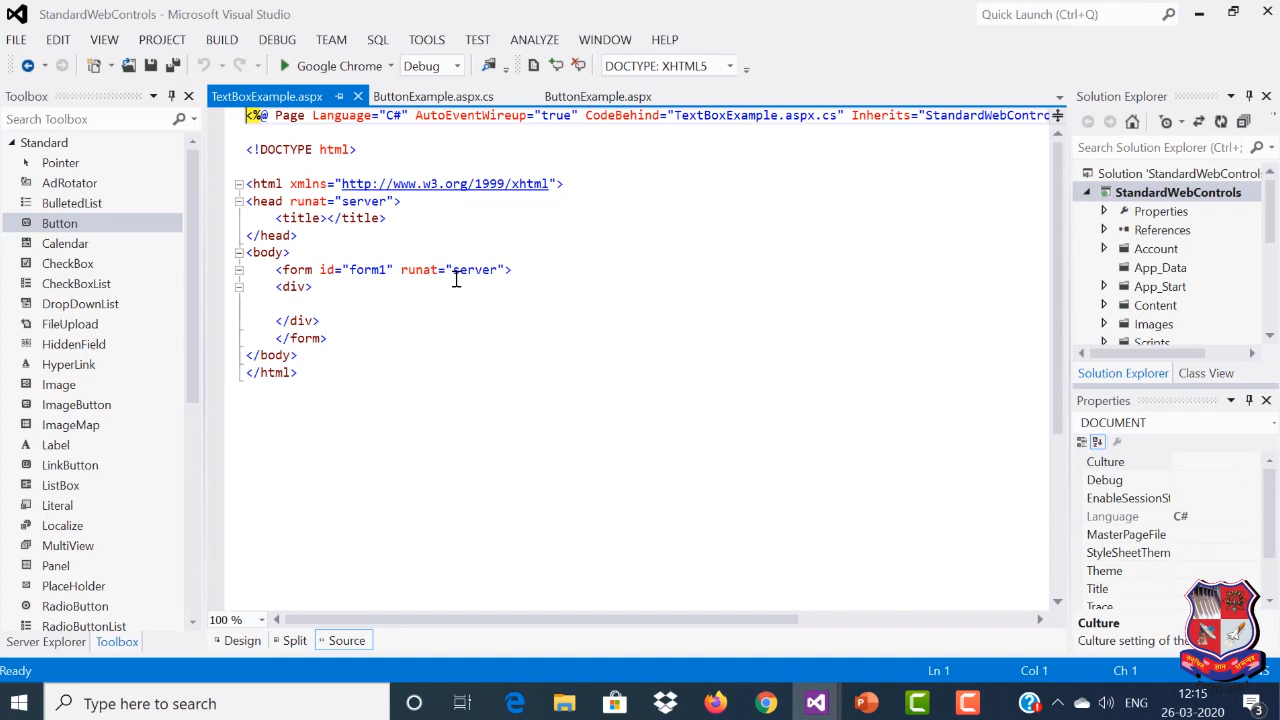 StandardWebControls - Microsoft Visual Studio
Quick Launch (Ctrl+Q)
FILE EDIT VIEW PROJECT BUILD DEBUG TEAM SQL TOOLS TEST ANALYZE WINDOW HELP
Google Chrome Debug DOCTYPE: XHTML5
Toolbox
Search Toolbox
Standard
Pointer
AdRotator
BulletedList
Button
Calendar
CheckBox
CheckBoxList
DropDownList
FileUpload
HiddenField
HyperLink
Image
ImageButton
ImageMap
Label
LinkButton
ListBox
Literal
Localize
MultiView
Panel
PlaceHolder
RadioButton
RadioButtonList
Server Explorer Toolbox
TextBoxExample.aspx ButtonExample.aspx.cs ButtonExample.aspx
<%@ Page Language="C#" AutoEventWireup="true" CodeBehind="TextBoxExample.aspx.cs" Inherits="StandardWebContro
<!DOCTYPE html>
<html xmlns="http://www.w3.org/1999/xhtml">
<head runat="server">
<title></title>
</head>
<body>
<form id="form1" runat="server">
<div>
</div>
</form>
</body>
</html>
100 %
Design Split Source
Solution Explorer
Search Solution Explorer (Ctrl+;
Solution 'StandardWebControl
StandardWebControls
Properties
References
Account
App_Data
App_Start
Content
Images
Scripts
Solution Explorer Class View
Properties
DOCUMENT
Culture
Debug
EnableSessionSt
Language C#
MasterPageFile
StyleSheetThem
Theme
Title
Trace
Culture
Culture setting of the
Ready Ln 1 Col 1 Ch 1
Type here to search
ENG
12:15
26-03-2020
3